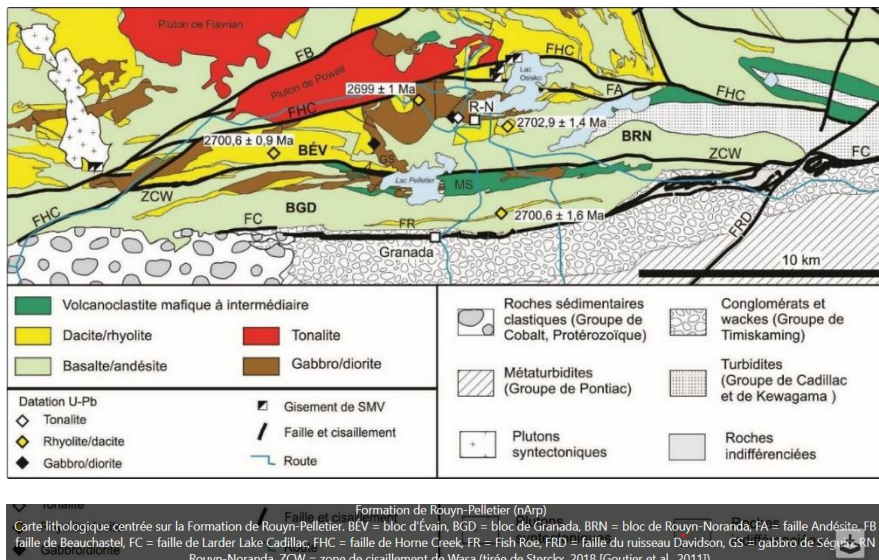 Pluton de Flavrian
FB
FHC
Pluton de Powell
Lac
Osisko
2699 ± 1 Ma
FHC
R-N
FA
FHC
2702,9 ± 1,4 Ma
2700,6 ± 0,9 Ma
BÉV
BRN
GS
ZCW
FC
Lac Pelletier
MS
ZCW
BGD
FHC
FC
FR
2700,6 ± 1,6 Ma
FRD
Granada
10 km
Volcanoclastite mafique à intermédiaire
Dacite/rhyolite
Tonalite
Basalte/andésite
Gabbro/diorite
Datation U-Pb
Tonalite
Rhyolite/dacite
Gabbro/diorite
Gisement de SMV
Faille et cisaillement
Route
Roches sédimentaires
clastiques (Groupe de
Cobalt, Protérozoïque)
Conglomérats et
wackes (Groupe de
Timiskaming)
Métaturbidites
(Groupe de Pontiac)
Turbidites
(Groupe de Cadillac
et de Kewagama )
Plutons
syntectoniques
Roches
indifférenciées
Formation de Rouyn-Pelletier (nArp)
Carte lithologique centrée sur la Formation de Rouyn-Pelletier. BÉV = bloc d'Évain, BGD = bloc de Granada, BRN = bloc de Rouyn-Noranda, FA = faille Andésite, FB
= faille de Beauchastel, FC = faille de Larder Lake Cadillac, FHC = faille de Horne Creek, FR = Fish Roe, FRD = faille du ruisseau Davidson, GS = gabbro de Séguin, RN
Rouyn-Noranda, ZCW = zone de cisaillement de Wasa (tirée de Sterckx, 2018 [Goutier et al., 2011])